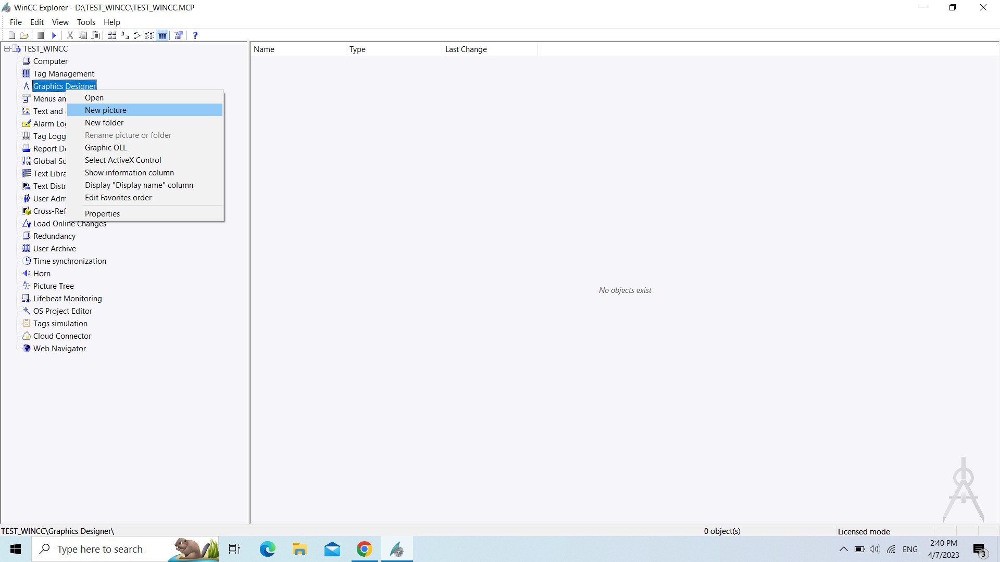 WinCC Explorer - D:\TEST_WINCC\TEST_WINCC.MCP
File Edit View Tools Help
?
TEST_WINCC
Computer
Tag Management
Graphics Designer
Menus an
Text and
Alarm Lo
Tag Logg
Report D
Global Sc
Text Libra
Text Distr
User Adm
Cross-Ref
Load Online Changes
Redundancy
User Archive
Time synchronization
Horn
Picture Tree
Lifebeat Monitoring
OS Project Editor
Tags simulation
Cloud Connector
Web Navigator
Open
New picture
New folder
Rename picture or folder
Graphic OLL
Select ActiveX Control
Show information column
Display "Display name" column
Edit Favorites order
Properties
Name Type Last Change
No objects exist
TEST_WINCC\Graphics Designer\ 0 object(s) Licensed mode
Type here to search
ENG
2:40 PM
4/7/2023
3